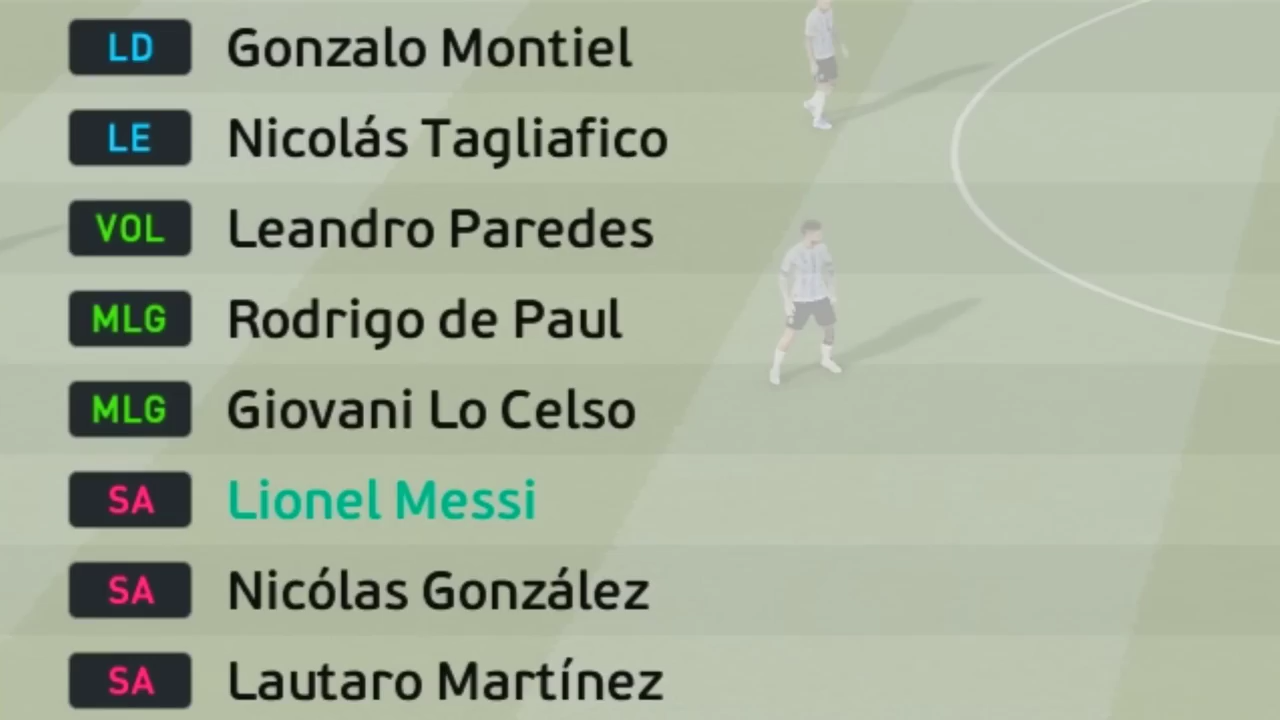 LD Gonzalo Montiel
LE Nicolás Tagliafico
VOL Leandro Paredes
MLG Rodrigo de Paul
MLG Giovani Lo Celso
SA Lionel Messi
SA Nicólas González
SA Lautaro Martínez